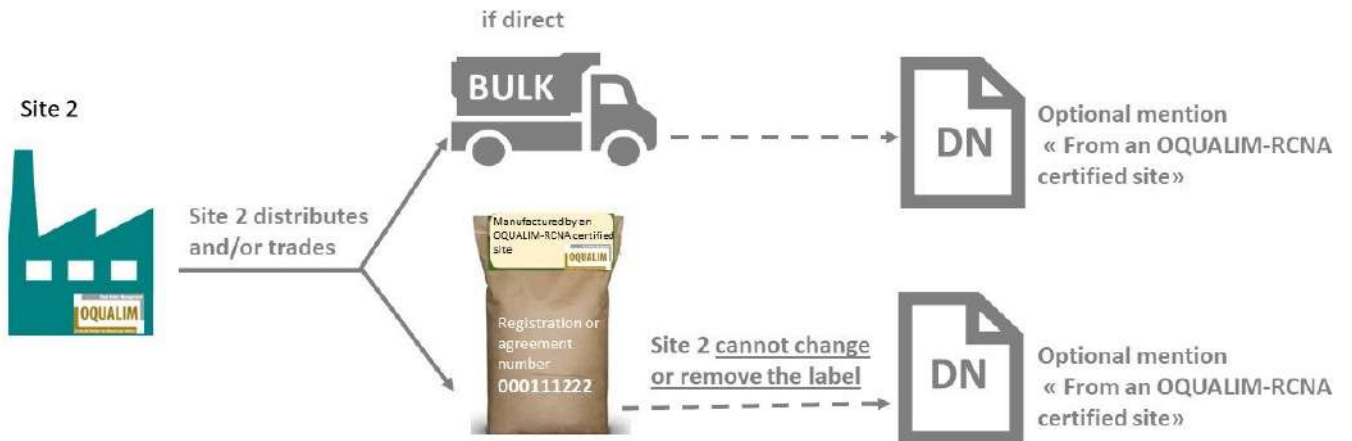 if direct
BULK
Site 2
DN
Optional mention
« From an OQUALIM-RCNA
certified site»
Site 2 distributes
and/or trades
Manufactured by an
OQUALIM-RCNA certified
site
OQUALIM
OQUALIM
Registration or
agreement
number
000111222
Site 2 cannot change
or remove the label
DN
Optional mention
« From an OQUALIM-RCNA
certified site»